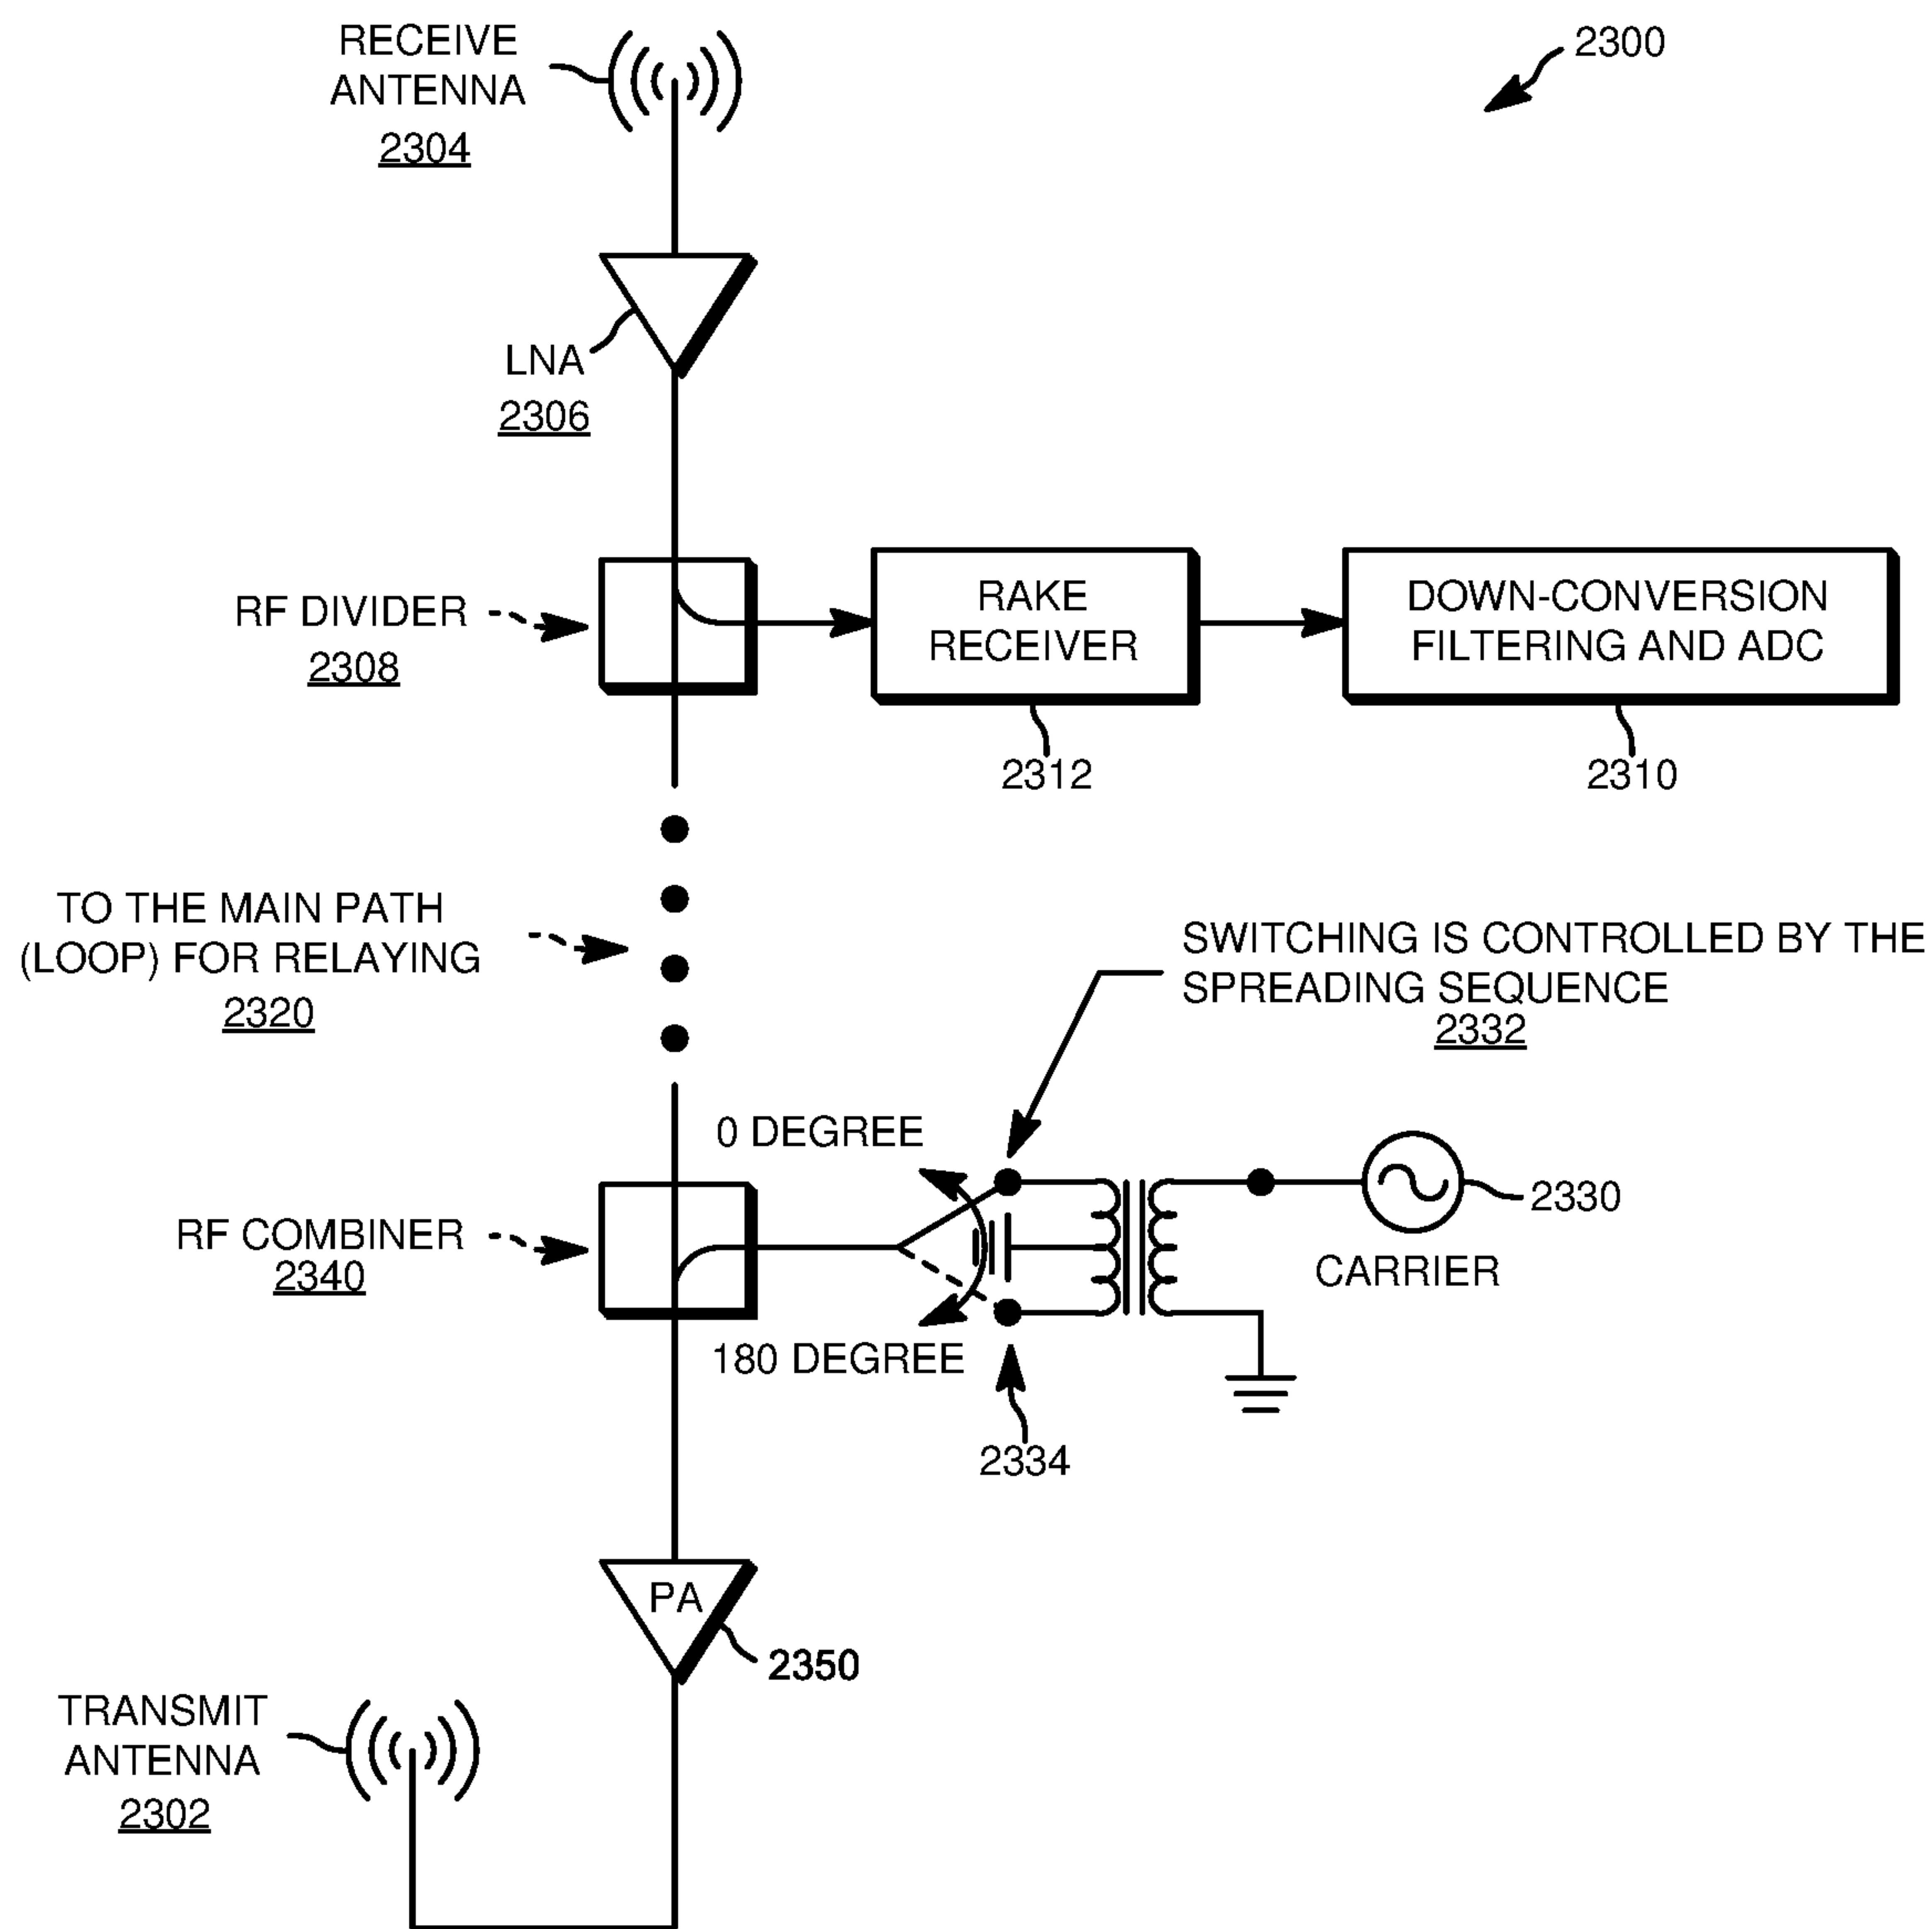 RECEIVE
ANTENNA
2304
2300
LNA
2306
RF DIVIDER
2308
RAKE
RECEIVER
2312
DOWN-CONVERSION
FILTERING AND ADC
2310
TO THE MAIN PATH
(LOOP) FOR RELAYING
2320
SWITCHING IS CONTROLLED BY THE
SPREADING SEQUENCE
2332
0 DEGREE
RF COMBINER
2340
2330
CARRIER
180 DEGREE
2334
PA
2350
TRANSMIT
ANTENNA
2302